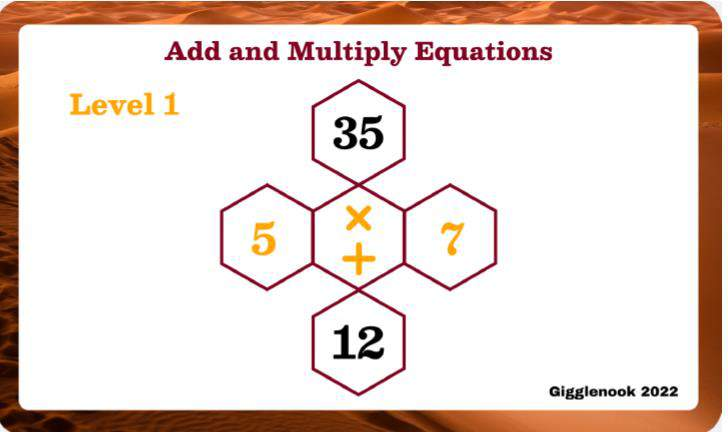 Add and Multiply Equations
Level 1
35
5 × 7
+
12
Gigglenook 2022